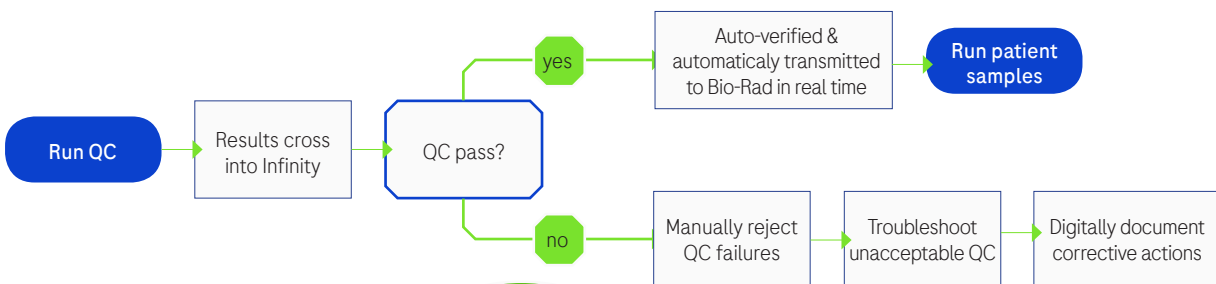 Run QC
Results cross
into Infinity
QC pass?
yes
Auto-verified &
automaticaly transmitted
to Bio-Rad in real time
Run patient
samples
no
Manually reject
QC failures
Troubleshoot
unacceptable QC
Digitally document
corrective actions